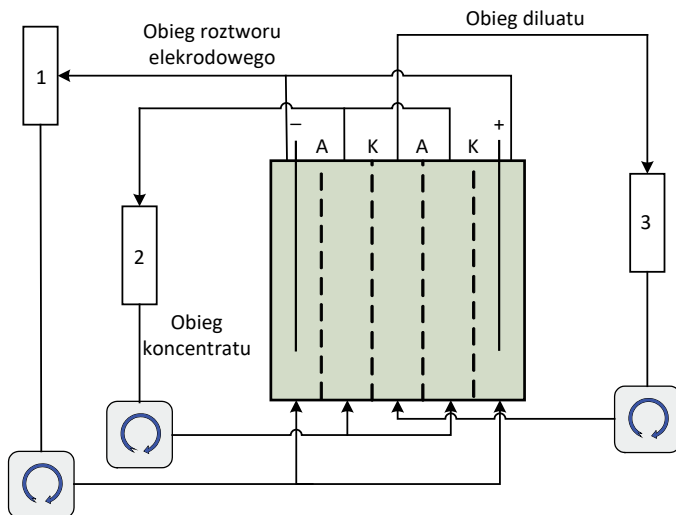 Obieg roztworu
elekrodowego
Obieg diluatu
1
– +
A K A K
2
3
Obieg
koncentratu